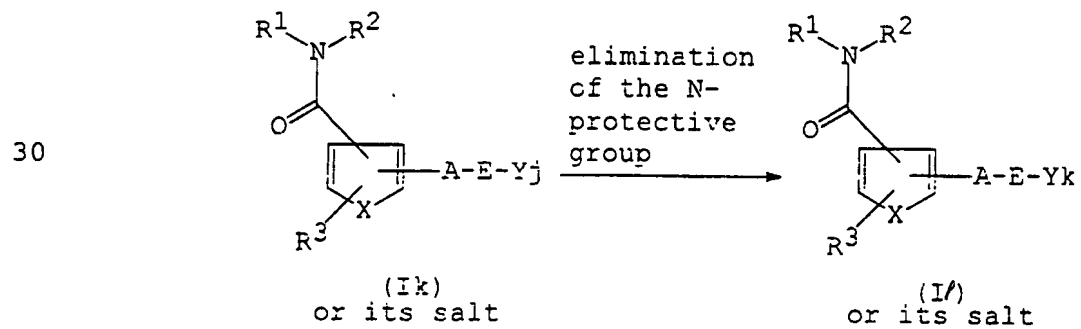 R1 R2
N
O
X
R3
A-E-Yj
(Ik)
or its salt
elimination
of the N-
protective
group
R1 R2
N
O
X
R3
A-E-Yk
(Il)
or its salt
30